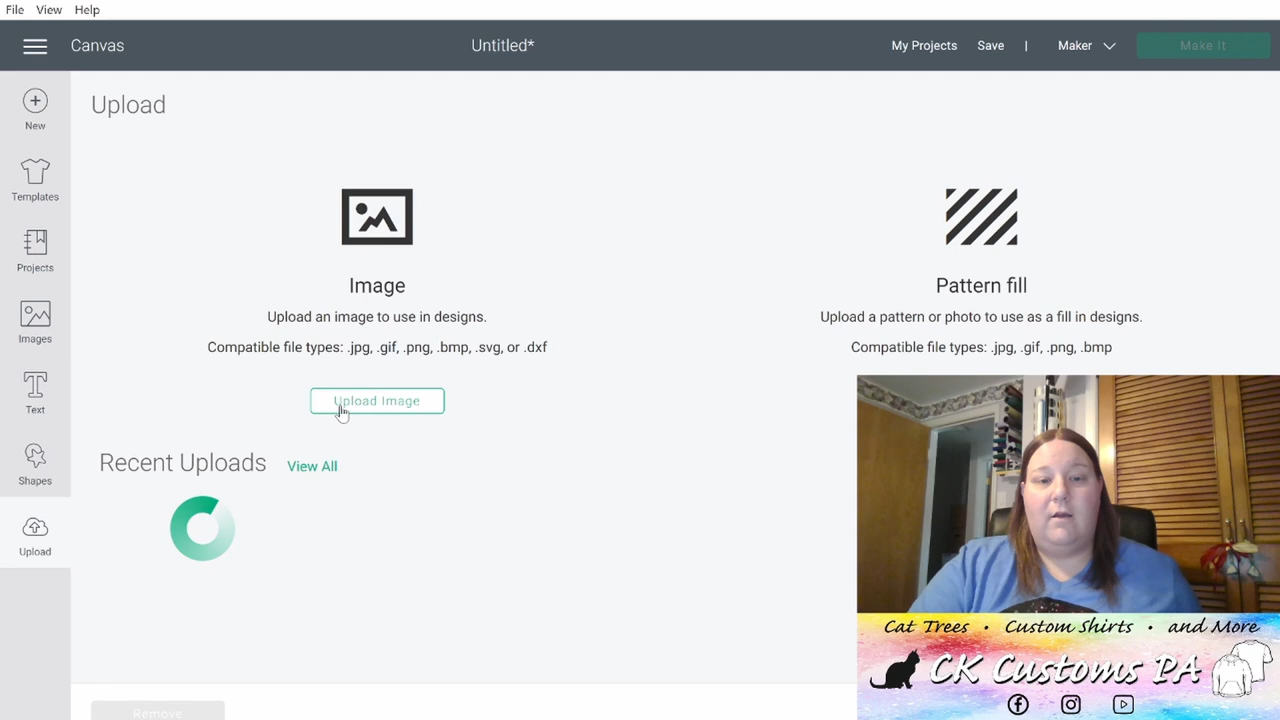 File View Help
Canvas
Untitled*
My Projects Save | Maker Make It
New
Templates
Projects
Images
Text
Shapes
Upload
Upload
Image
Upload an image to use in designs.
Compatible file types: .jpg, .gif, .png, .bmp, .svg, or .dxf
Upload Image
Pattern fill
Upload a pattern or photo to use as a fill in designs.
Compatible file types: .jpg, .gif, .png, .bmp
Recent Uploads View All
Remove
Cat Trees • Custom Shirts • and More
CK Customs PA